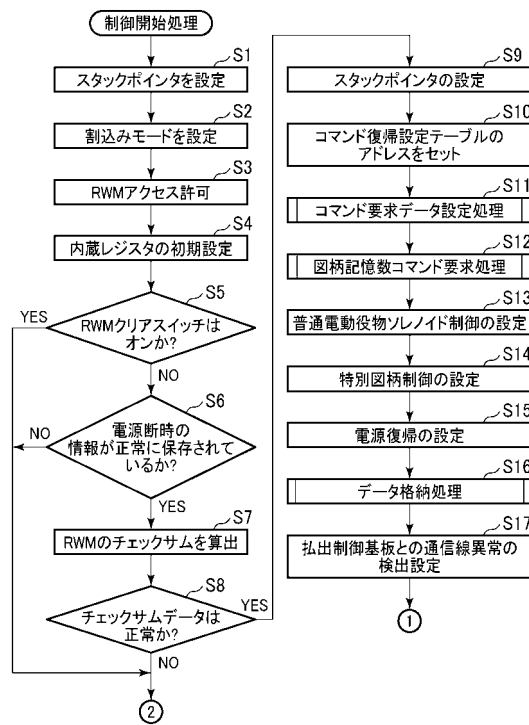 制御開始処理
S1
スタックポインタを設定
S2
割込みモードを設定
S3
RWMアクセス許可
S4
内蔵レジスタの初期設定
S5
YES
RWMクリアスイッチは
オンか?
NO
S6
NO
電源断時の
情報が正常に保存されて
いるか?
YES
S7
RWMのチェックサムを算出
S8
チェックサムデータは
正常か?
YES
NO
②
S9
スタックポインタの設定
S10
コマンド復帰設定テーブルの
アドレスをセット
S11
コマンド要求データ設定処理
S12
図柄記憶数コマンド要求処理
S13
普通電動役物ソレノイド制御の設定
S14
特別図柄制御の設定
S15
電源復帰の設定
S16
データ格納処理
S17
払出制御基板との通信線異常の
検出設定
①